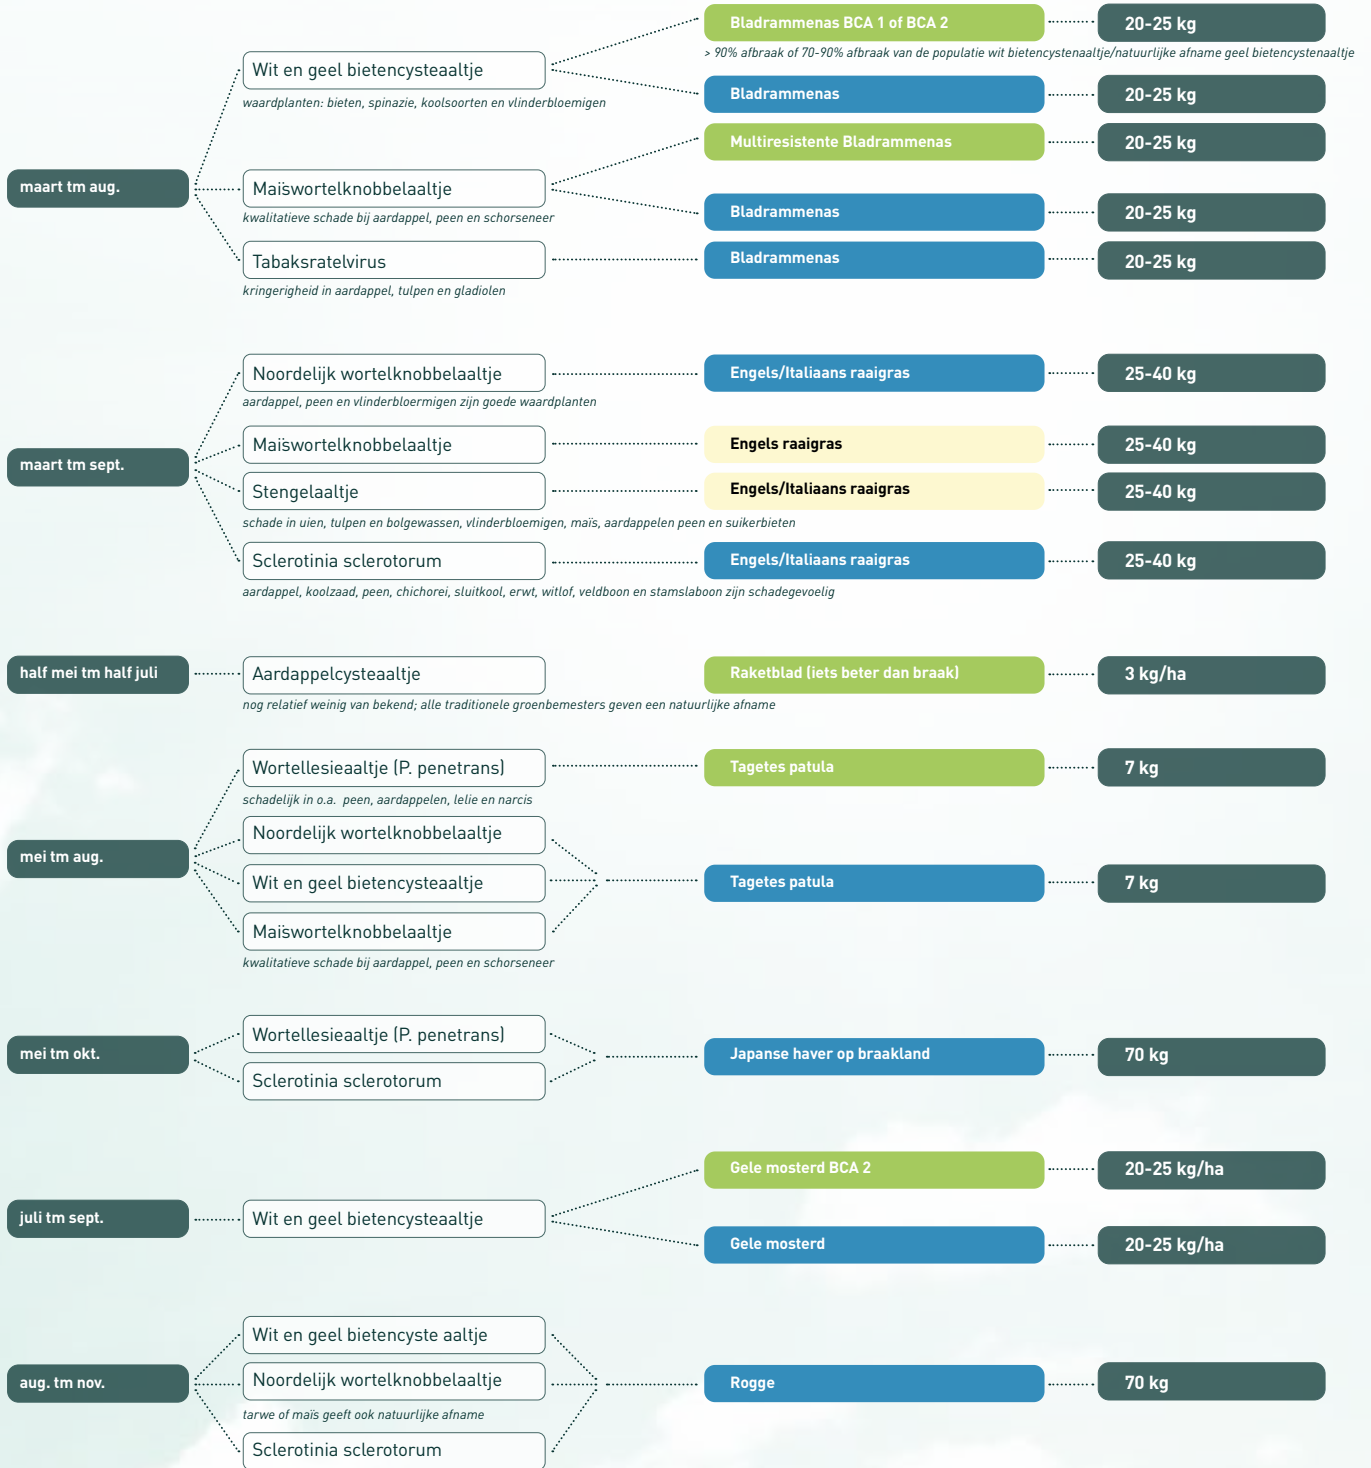 Bladrammenas BCA 1 of BCA 2
20-25 kg
> 90% afbraak of 70-90% afbraak van de populatie wit bietencystenaaltje/natuurlijke afname geel bietencystenaaltje
Wit en geel bietencysteaaltje
waardplanten: bieten, spinazie, koolsoorten en vlinderbloemigen
Bladrammenas
20-25 kg
Multiresistente Bladrammenas
20-25 kg
maart tm aug.
Maïswortelknobbelaaltje
kwalitatieve schade bij aardappel, peen en schorseneer
Bladrammenas
20-25 kg
Tabaksratelvirus
kringerigheid in aardappel, tulpen en gladiolen
Bladrammenas
20-25 kg
Noordelijk wortelknobbelaaltje
aardappel, peen en vlinderbloermigen zijn goede waardplanten
Engels/Italiaans raaigras
25-40 kg
maart tm sept.
Maïswortelknobbelaaltje
Engels raaigras
25-40 kg
Stengelaaltje
schade in uien, tulpen en bolgewassen, vlinderbloemigen, maïs, aardappelen peen en suikerbieten
Engels/Italiaans raaigras
25-40 kg
Sclerotinia sclerotorum
aardappel, koolzaad, peen, chichorei, sluitkool, erwt, witlof, veldboon en stamslaboon zijn schadegevoelig
Engels/Italiaans raaigras
25-40 kg
half mei tm half juli
Aardappelcysteaaltje
nog relatief weinig van bekend; alle traditionele groenbemesters geven een natuurlijke afname
Raketblad (iets beter dan braak)
3 kg/ha
Wortellesieaaltje (P. penetrans)
schadelijk in o.a. peen, aardappelen, lelie en narcis
Tagetes patula
7 kg
mei tm aug.
Noordelijk wortelknobbelaaltje
Wit en geel bietencysteaaltje
Maïswortelknobbelaaltje
kwalitatieve schade bij aardappel, peen en schorseneer
Tagetes patula
7 kg
mei tm okt.
Wortellesieaaltje (P. penetrans)
Sclerotinia sclerotorum
Japanse haver op braakland
70 kg
juli tm sept.
Wit en geel bietencysteaaltje
Gele mosterd BCA 2
20-25 kg/ha
Gele mosterd
20-25 kg/ha
aug. tm nov.
Wit en geel bietencyste aaltje
Noordelijk wortelknobbelaaltje
tarwe of maïs geeft ook natuurlijke afname
Sclerotinia sclerotorum
Rogge
70 kg